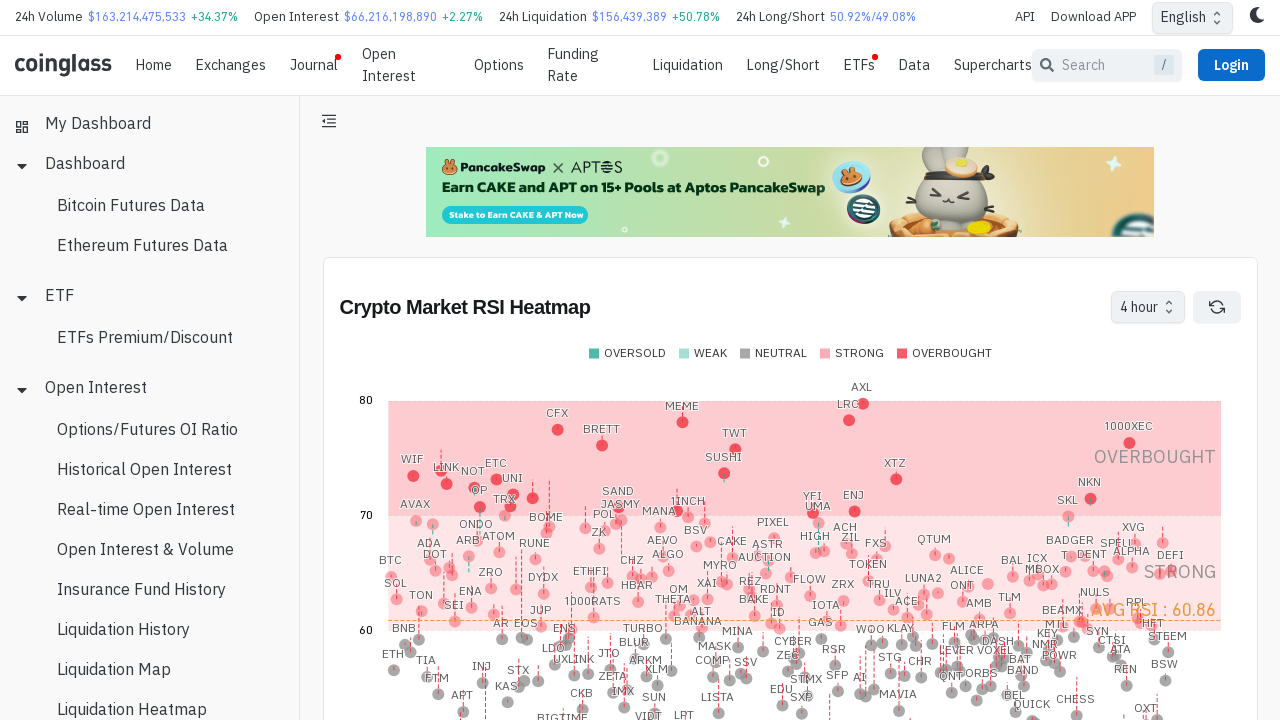 24h Volume $163,214,475,533 +34.37% Open Interest $66,216,198,890 +2.27% 24h Liquidation $156,439,389 +50.78% 24h Long/Short 50.92%/49.08% API Download APP English
coinglass Home Exchanges Journal Open Interest Options Funding Rate Liquidation Long/Short ETFs Data Supercharts Search / Login
My Dashboard
Dashboard
Bitcoin Futures Data
Ethereum Futures Data
ETF
ETFs Premium/Discount
Open Interest
Options/Futures OI Ratio
Historical Open Interest
Real-time Open Interest
Open Interest & Volume
Insurance Fund History
Liquidation History
Liquidation Map
Liquidation Heatmap
PancakeSwap X APTOS
Earn CAKE and APT on 15+ Pools at Aptos PancakeSwap
Stake to Earn CAKE & APT Now
Crypto Market RSI Heatmap
4 hour
OVERSOLD WEAK NEUTRAL STRONG OVERBOUGHT
AXL
80
MEME LRC
CFX
1000XEC
BRETT TWT
OVERBOUGHT
SUSHI
WIF LINK NOT ETC XTZ
UNI
NKN
OP SAND
TRX 1INCH YFI ENJ
SKL
AVAX JASMY UMA
70
BOME POL MANA
ONDO PIXEL ACH XVG
ATOM ZK BSV HIGH ZIL
ADA ARB RUNE AEVO CAKE ASTR FXS QTUM BADGER SPELL
DOT ALGO AUCTION ALPHA DEFI
BTC CHZ MYRO TOKEN BAL ICX DENT
ZRO DYDX ETHFI ALICE MBOX STRONG
SOL HBAR XAI REZ FLOW ZRX TRU LUNA2 ONT
TON ENA OM RDNT ILV TLM NULS
SEI JUP 1000RATS THETA BAKE IOTA ACE AMB BEAMX RPL
ALT ID AVG RSI : 60.86
BANANA GAS
60
BNB AR EOS ENS TURBO MINA WOO KLAY FLM ARPA MTL SYN HFT
KEY STEEM
LDO BLUR MASK CYBER DASH NMR CTSI
ETH TIA UXLINK JTO ARKM COMP SSV ZEC RSR STG CHR LEVER VOXEL BAT POWR ATA
INJ STX XLM BSW
FTM ZETA STMX SFP AI QNT ORBS BAND REN
KAS IMX EDU
APT CKB SUN LISTA SXP MAVIA BEL CHESS
QUICK OXT
BIGTIME VIDT LPT